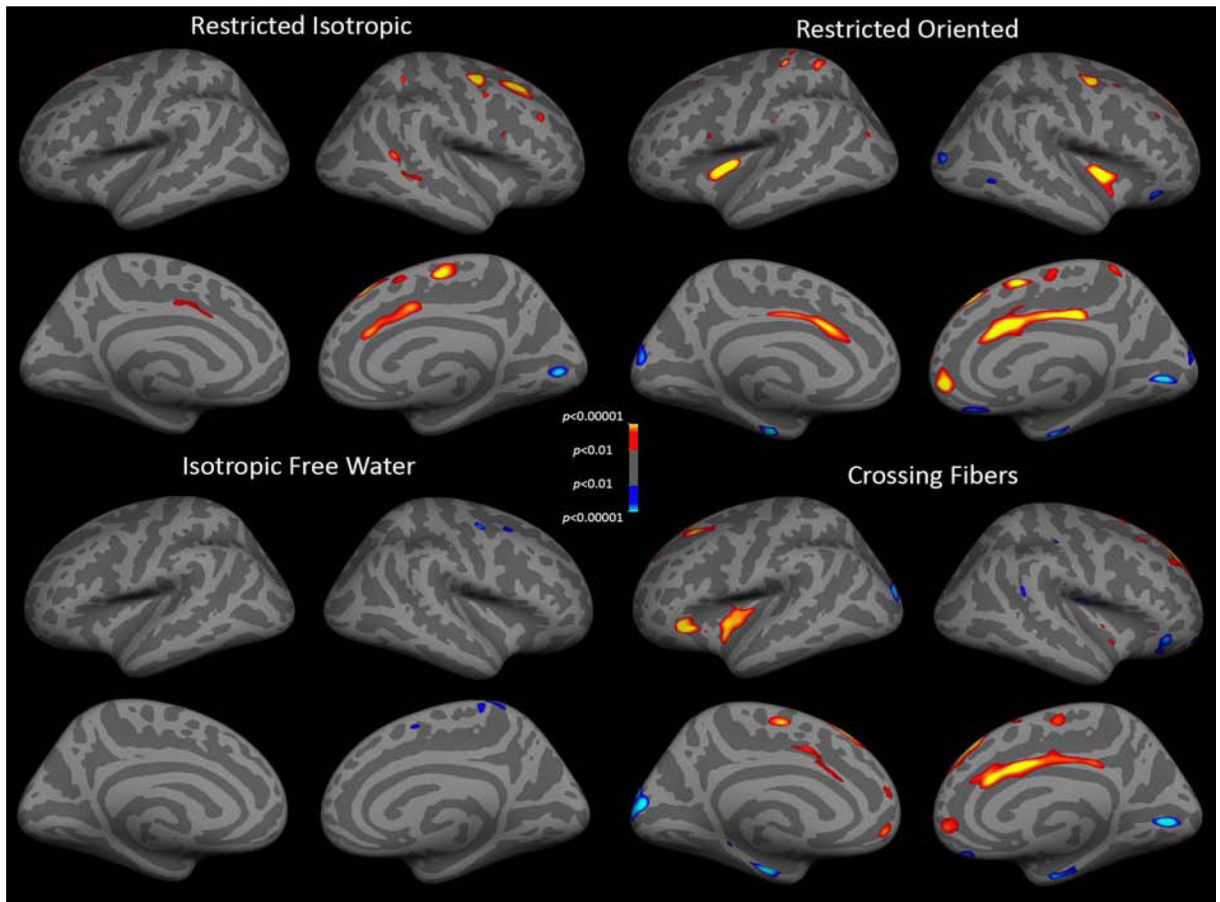 Restricted Isotropic
Restricted Oriented
p<0.00001
p<0.01
p<0.01
p<0.00001
Isotropic Free Water
Crossing Fibers